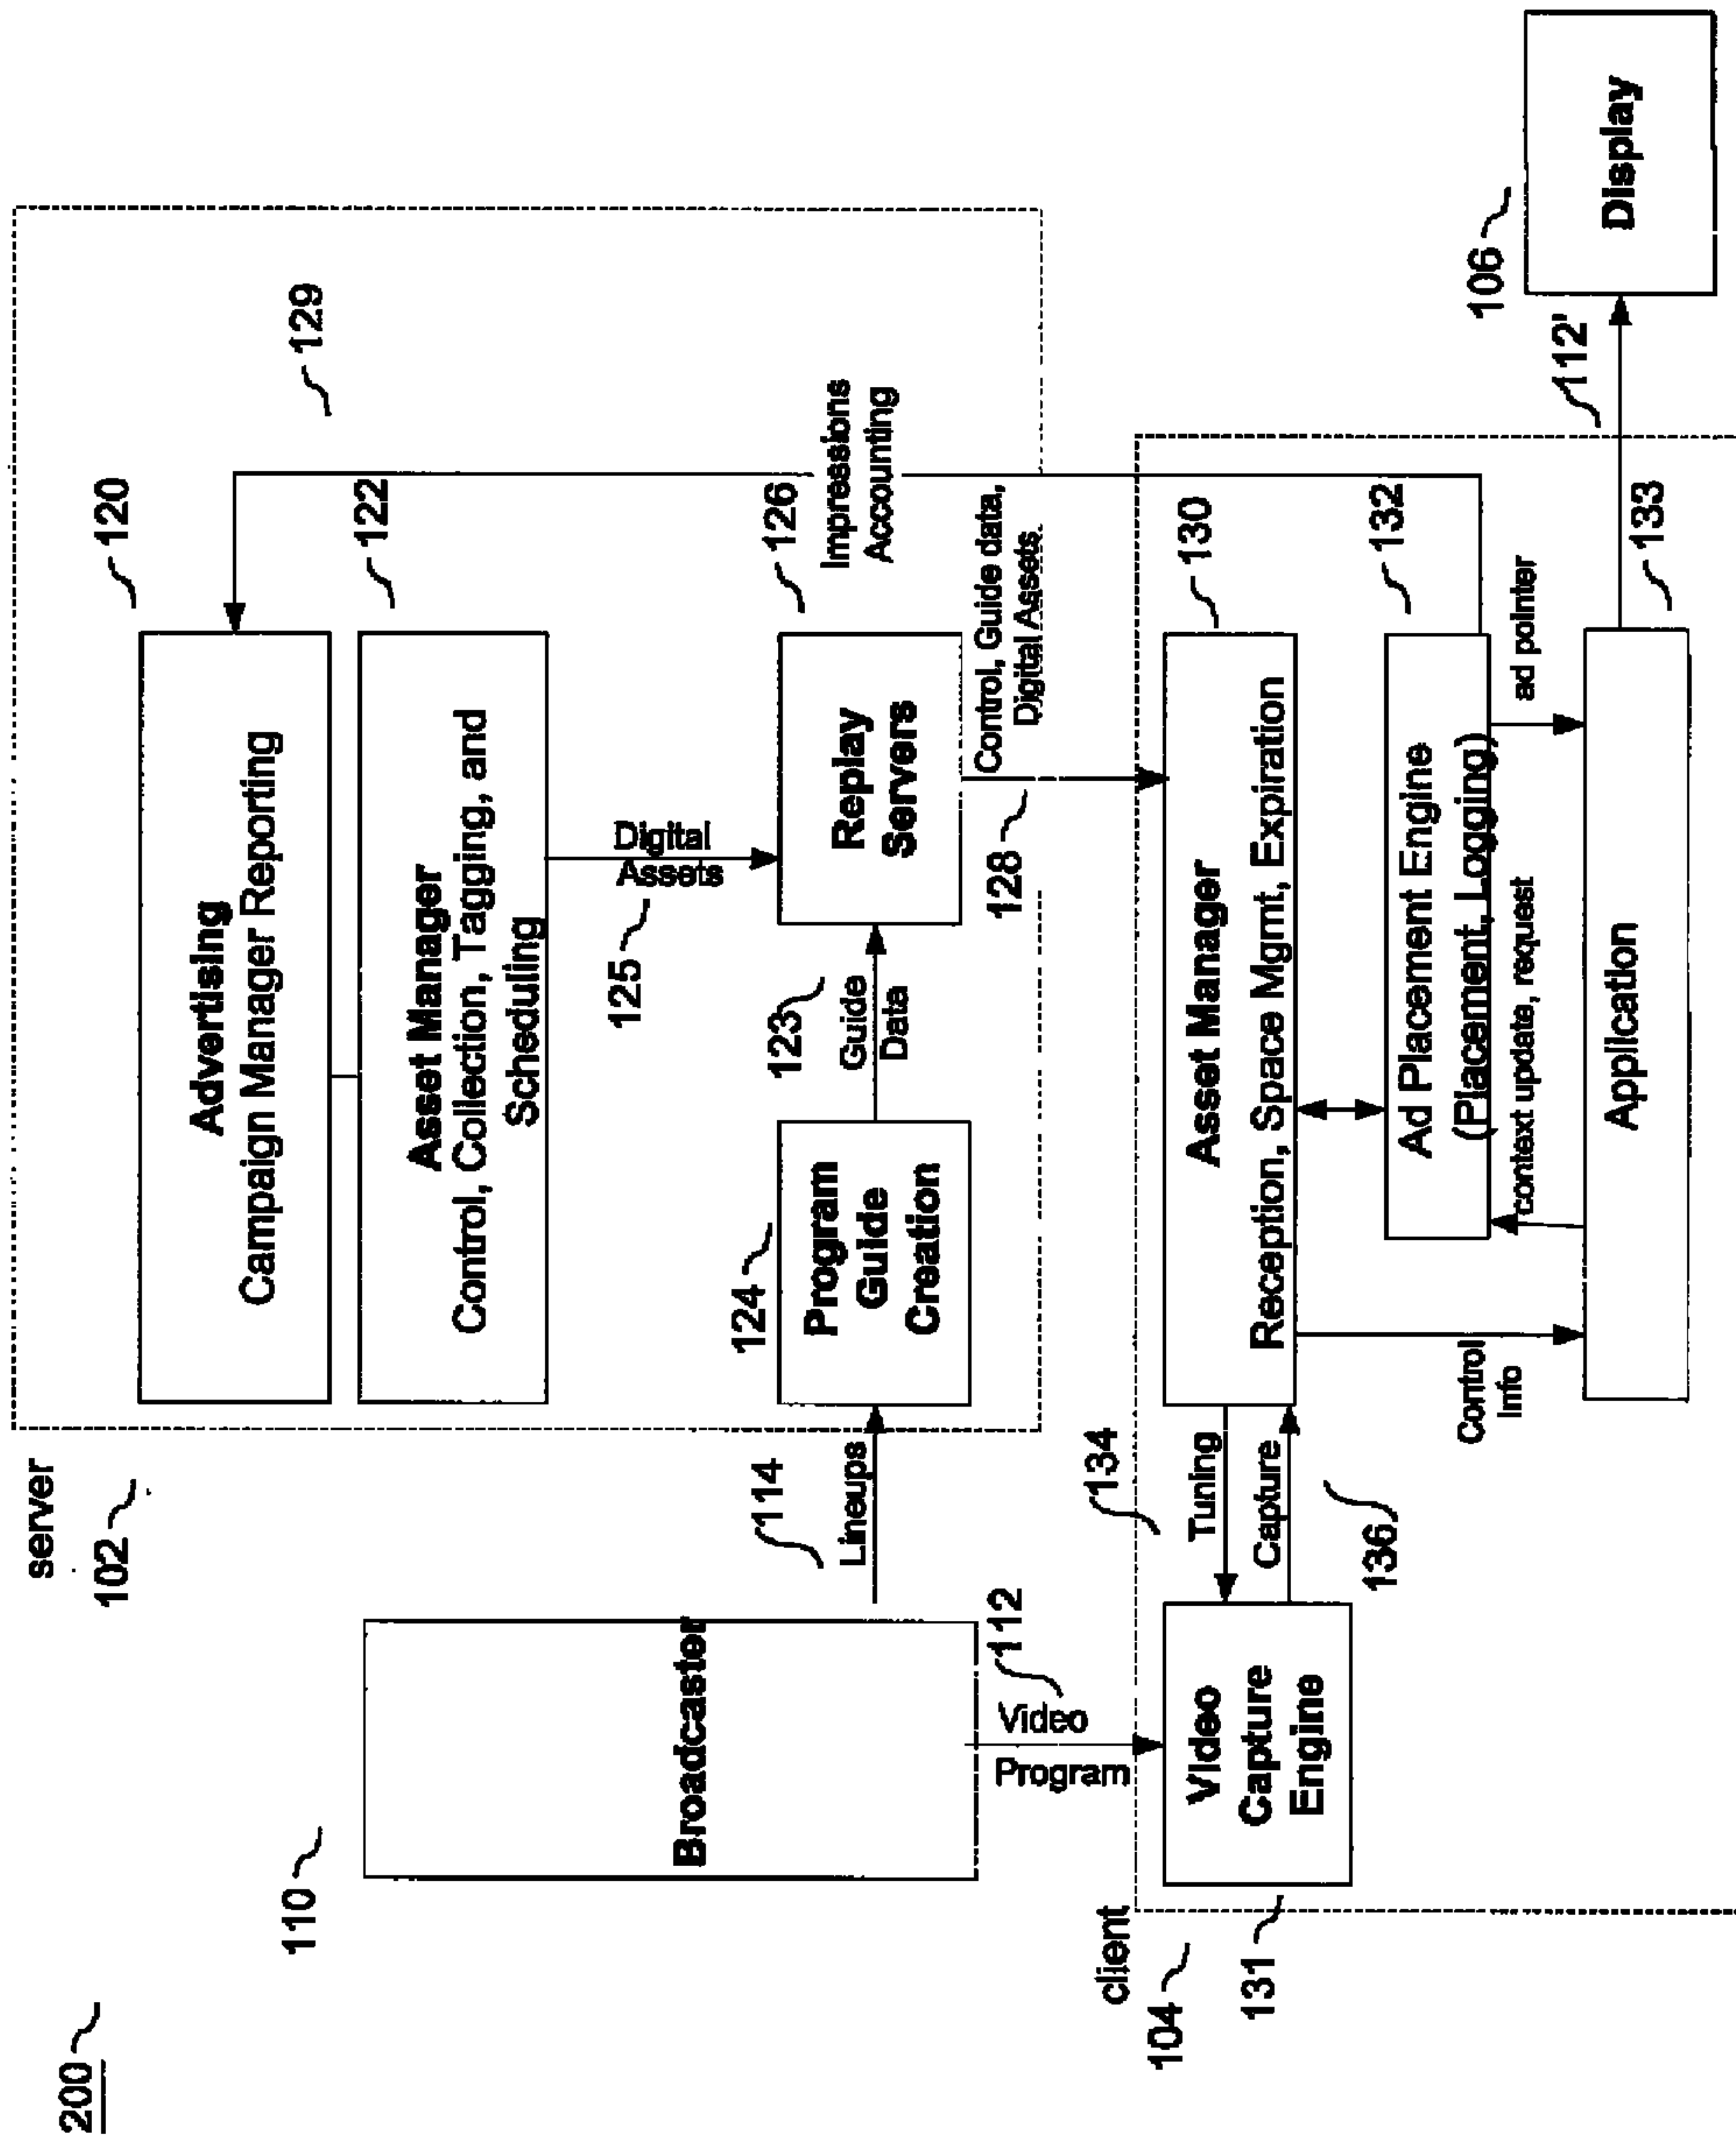 200
server
102
120
Advertising
Campaign Manager Reporting
122
Asset Manager
Control, Collection, Tagging, and
Scheduling
129
110
Broadcaster
114
Lineups
124
Program
Guide
Creation
123
Guide
Data
125
Digital
Assets
126
Replay
Servers
Impressions
Accounting
112
Video
Program
128
Control, Guide data,
Digital Assets
client
104
131
Video
Capture
Engine
134
Tuning
Capture
136
130
Asset Manager
Reception, Space Mgmt, Expiration
132
Ad Placement Engine
(Placement, Logging)
Control
Info
context update, request
ad pointer
Application
133
112'
106
Display